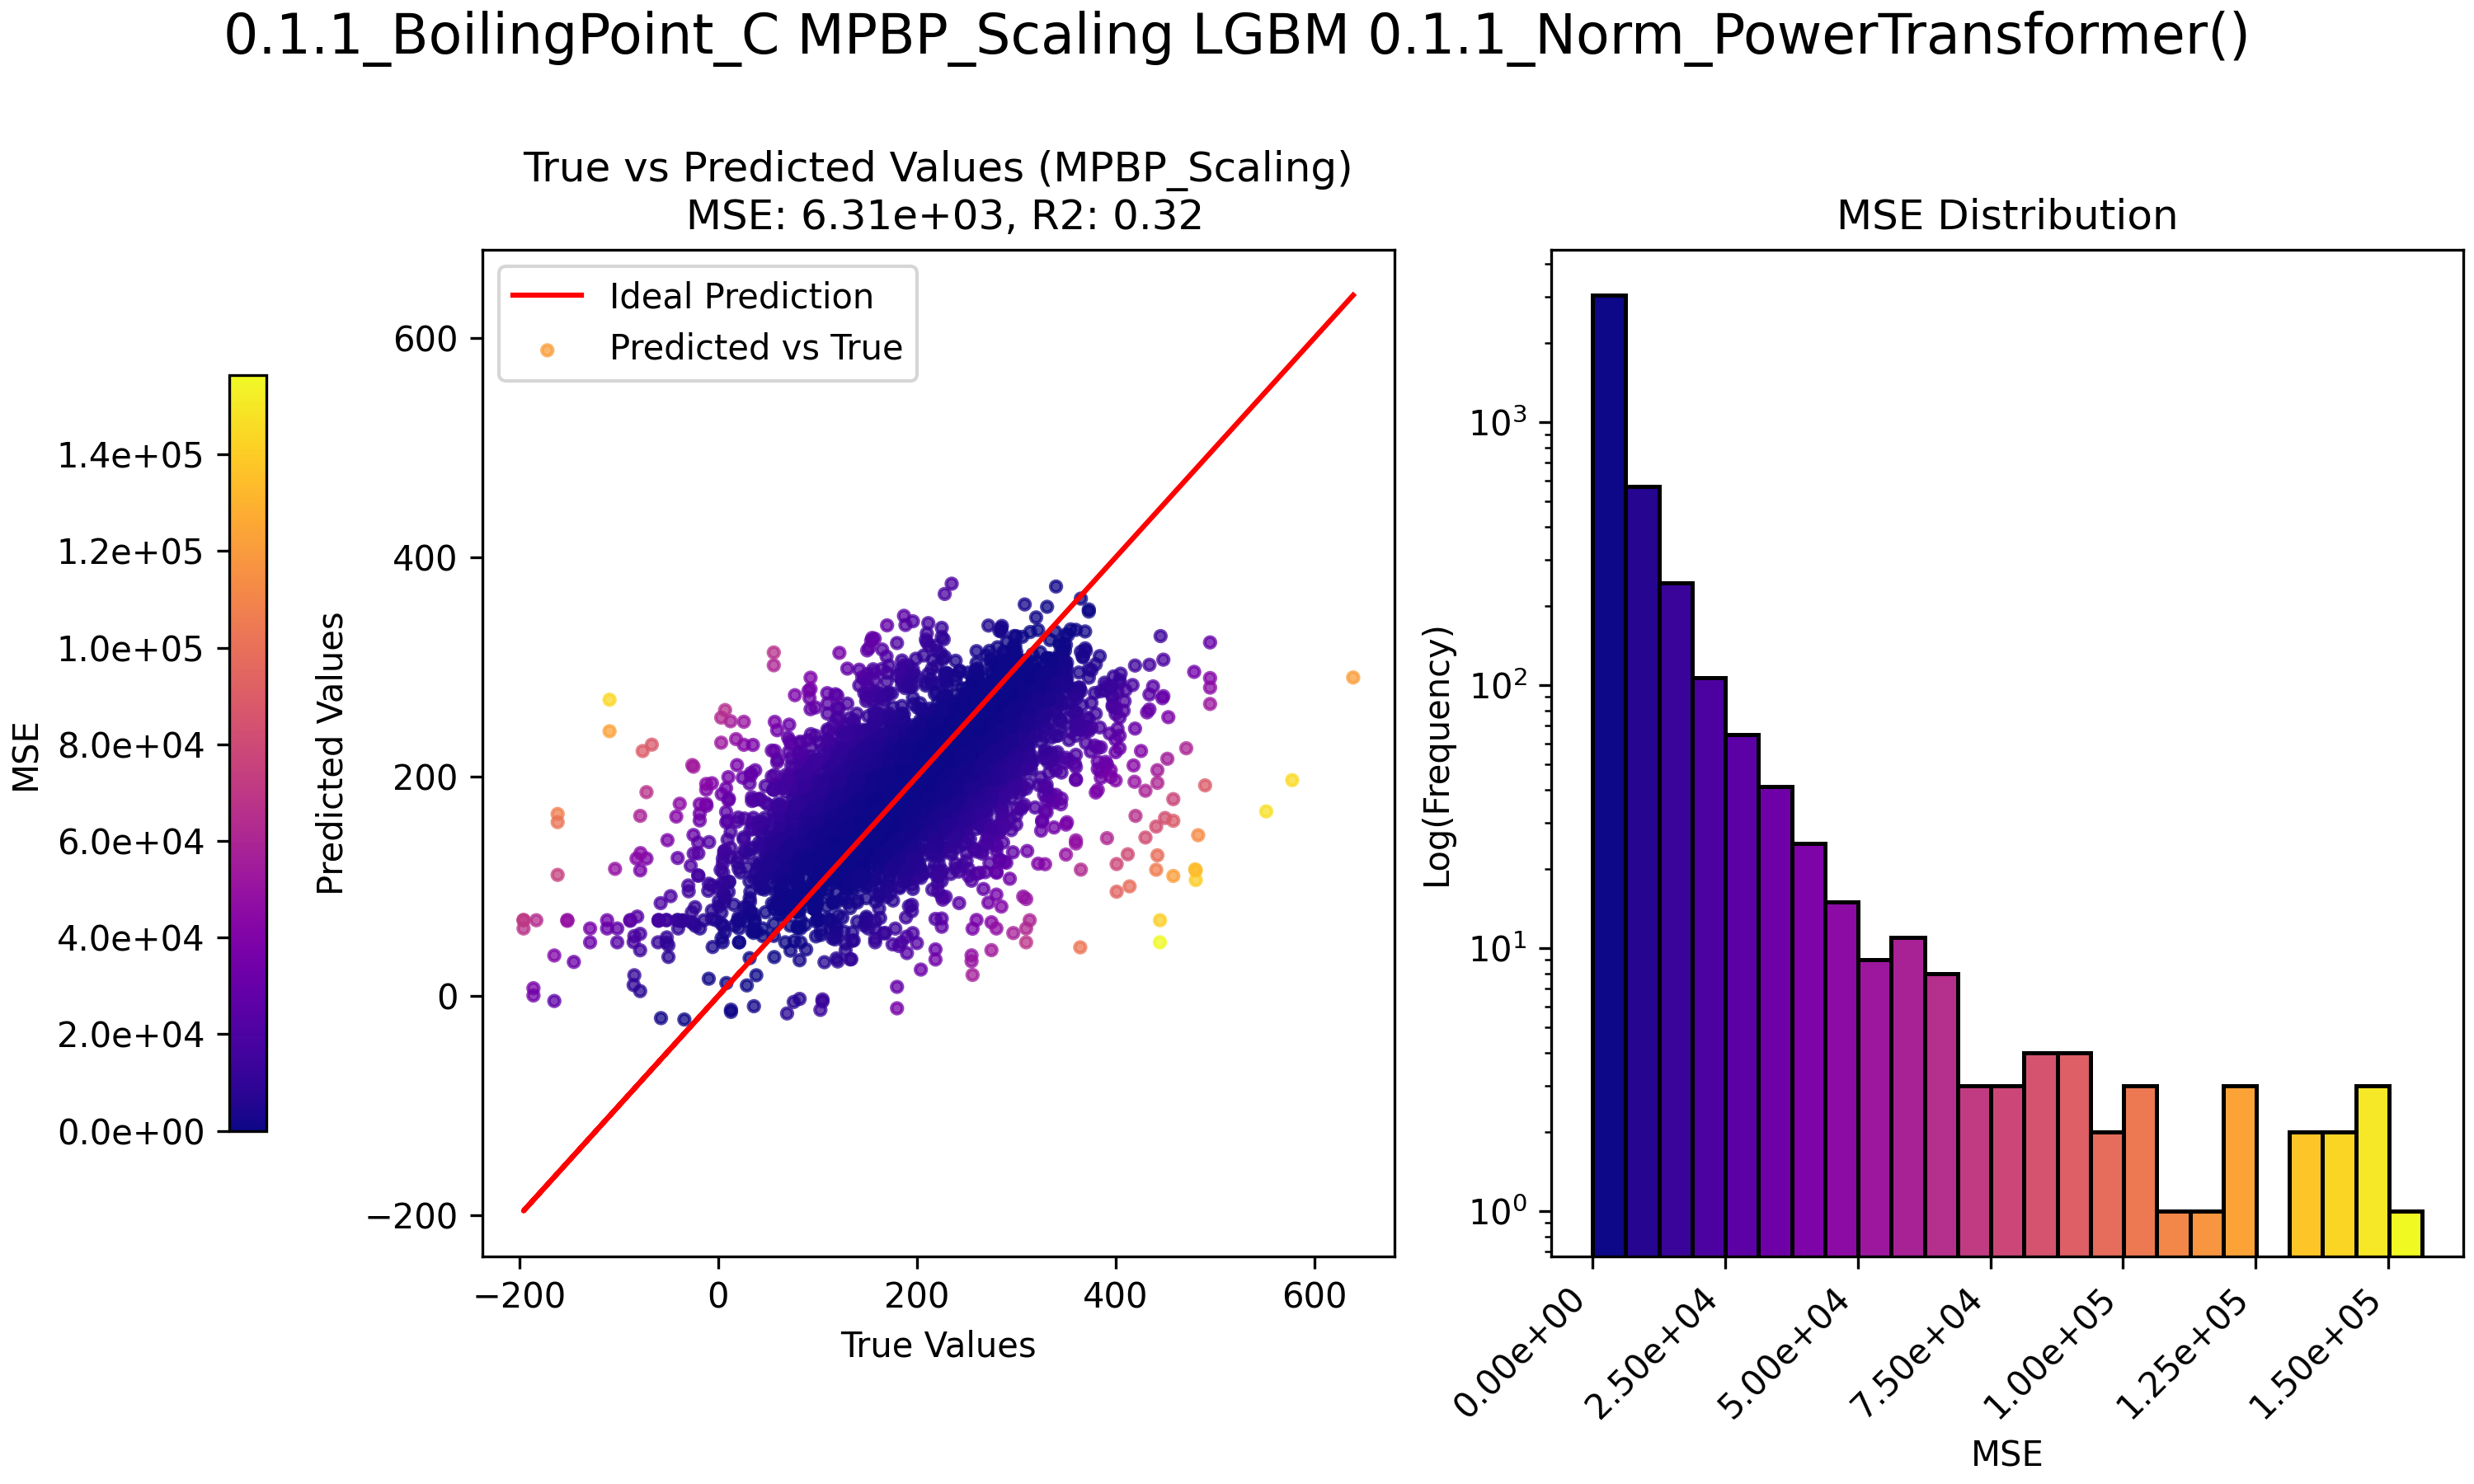 0.1.1_BoilingPoint_C MPBP_Scaling LGBM 0.1.1_Norm_PowerTransformer()
MSE
1.4e+05
1.2e+05
1.0e+05
8.0e+04
6.0e+04
4.0e+04
2.0e+04
0.0e+00
True vs Predicted Values (MPBP_Scaling)
MSE: 6.31e+03, R2: 0.32
Ideal Prediction
Predicted vs True
Predicted Values
600
400
200
0
−200
−200 0 200 400 600
True Values
MSE Distribution
Log(Frequency)
10³
10²
10¹
10⁰
0.00e+00 2.50e+04 5.00e+04 7.50e+04 1.00e+05 1.25e+05 1.50e+05
MSE